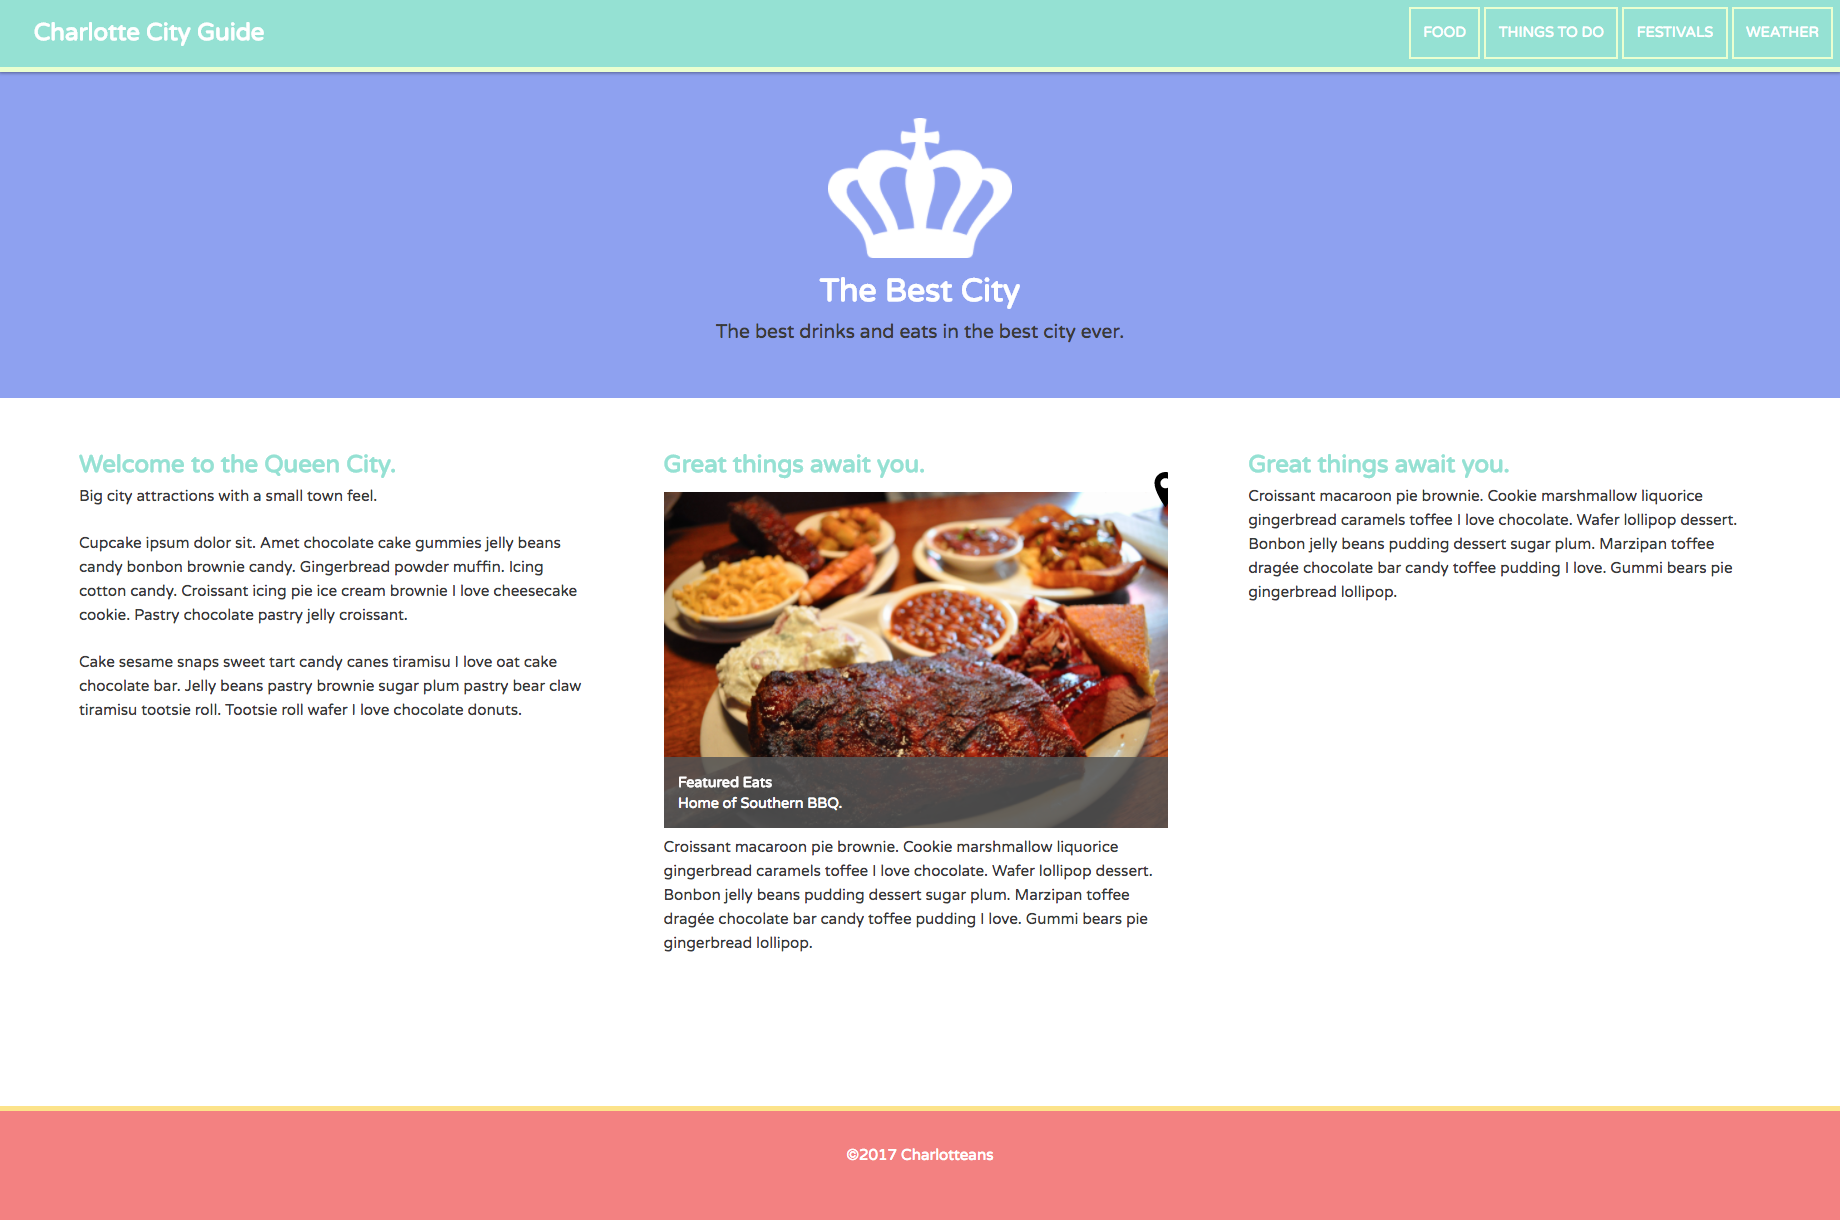 Charlotte City Guide
FOOD
THINGS TO DO
FESTIVALS
WEATHER
The Best City
The best drinks and eats in the best city ever.
Welcome to the Queen City.
Big city attractions with a small town feel.
Cupcake ipsum dolor sit. Amet chocolate cake gummies jelly beans
candy bonbon brownie candy. Gingerbread powder muffin. Icing
cotton candy. Croissant icing pie ice cream brownie I love cheesecake
cookie. Pastry chocolate pastry jelly croissant.
Cake sesame snaps sweet tart candy canes tiramisu I love oat cake
chocolate bar. Jelly beans pastry brownie sugar plum pastry bear claw
tiramisu tootsie roll. Tootsie roll wafer I love chocolate donuts.
Great things await you.
Featured Eats
Home of Southern BBQ.
Croissant macaroon pie brownie. Cookie marshmallow liquorice
gingerbread caramels toffee I love chocolate. Wafer lollipop dessert.
Bonbon jelly beans pudding dessert sugar plum. Marzipan toffee
dragée chocolate bar candy toffee pudding I love. Gummi bears pie
gingerbread lollipop.
Great things await you.
Croissant macaroon pie brownie. Cookie marshmallow liquorice
gingerbread caramels toffee I love chocolate. Wafer lollipop dessert.
Bonbon jelly beans pudding dessert sugar plum. Marzipan toffee
dragée chocolate bar candy toffee pudding I love. Gummi bears pie
gingerbread lollipop.
©2017 Charlotteans